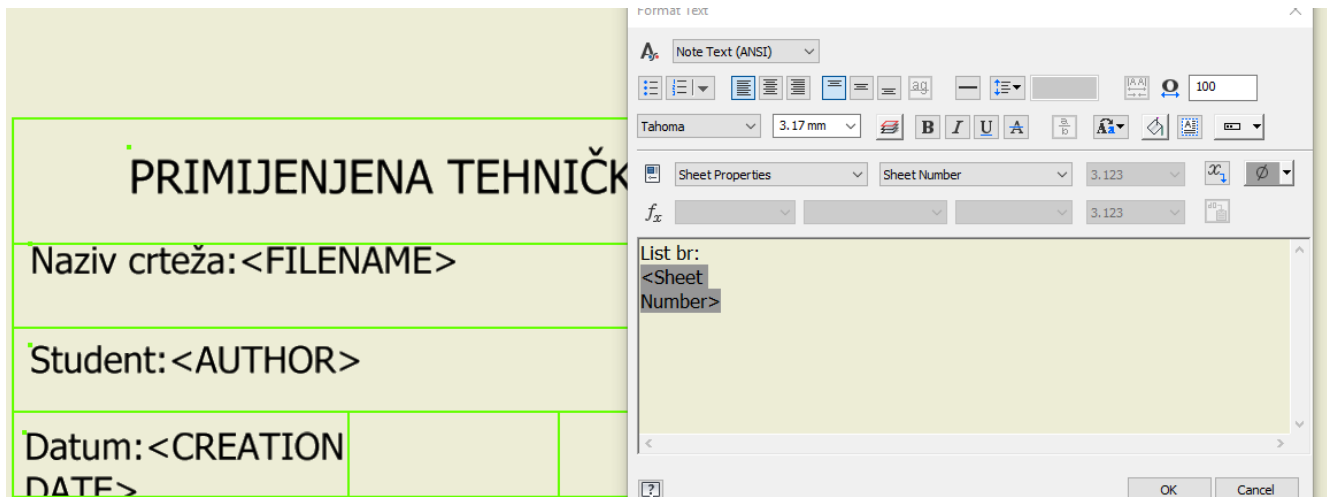 Format Text
Note Text (ANSI)
100
Tahoma
3.17 mm
B I U A
PRIMIJENJENA TEHNIČK
Sheet Properties
Sheet Number
3.123
3.123
Naziv crteža:<FILENAME>
List br:
<Sheet
Number>
Student:<AUTHOR>
Datum:<CREATION
DATE>
OK
Cancel